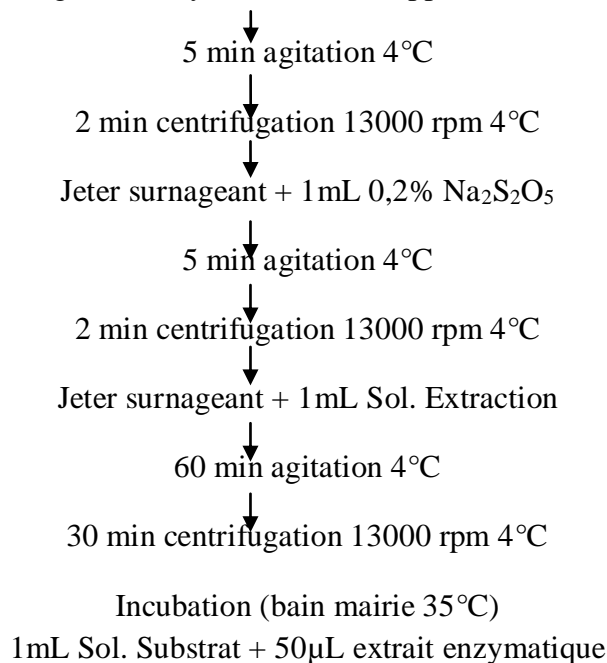 5 min agitation 4°C
2 min centrifugation 13000 rpm 4°C
Jeter surnageant + 1mL 0,2% Na₂S₂O₅
5 min agitation 4°C
2 min centrifugation 13000 rpm 4°C
Jeter surnageant + 1mL Sol. Extraction
60 min agitation 4°C
30 min centrifugation 13000 rpm 4°C
Incubation (bain mairie 35°C)
1mL Sol. Substrat + 50µL extrait enzymatique